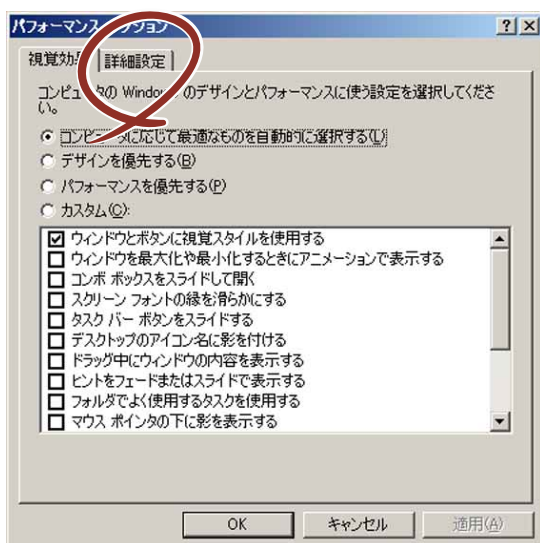 パフォーマンス オプション
視覚効果
詳細設定
コンピュータの Windows のデザインとパフォーマンスに使う設定を選択してくださ
い。
コンピュータに応じて最適なものを自動的に選択する(L)
デザインを優先する(B)
パフォーマンスを優先する(P)
カスタム(C):
ウィンドウとボタンに視覚スタイルを使用する
ウィンドウを最大化や最小化するときにアニメーションで表示する
コンボ ボックスをスライドして開く
スクリーン フォントの縁を滑らかにする
タスク バー ボタンをスライドする
デスクトップのアイコン名に影を付ける
ドラッグ中にウィンドウの内容を表示する
ヒントをフェードまたはスライドで表示する
フォルダでよく使用するタスクを使用する
マウス ポインタの下に影を表示する
OK
キャンセル
適用(A)